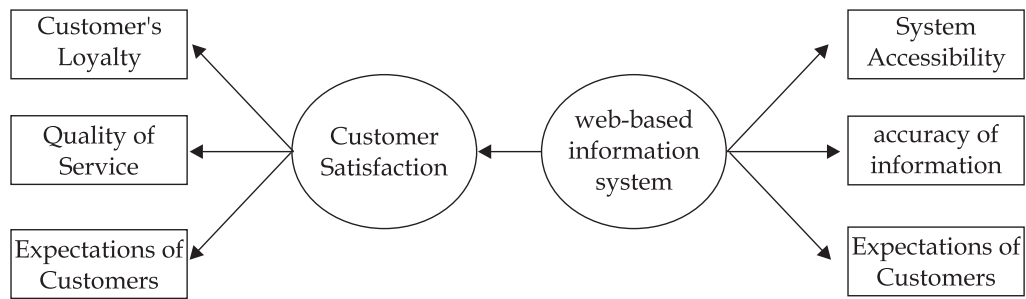 Customer's
Loyalty
Quality of
Service
Expectations of
Customers
Customer
Satisfaction
web-based
information
system
System
Accessibility
accuracy of
information
Expectations of
Customers